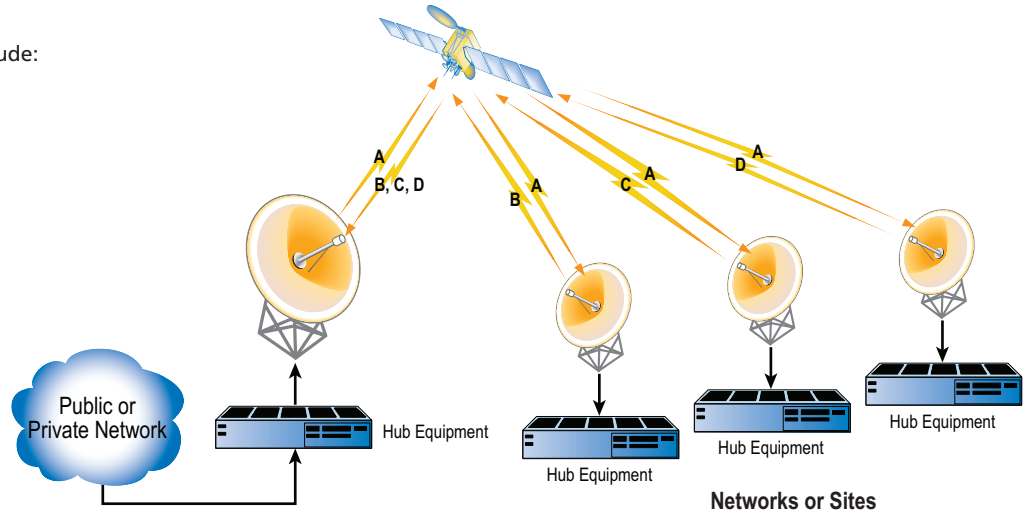 ude:
A
B, C, D
B
A
C
A
D
A
Public or
Private Network
Hub Equipment
Hub Equipment
Hub Equipment
Hub Equipment
Networks or Sites